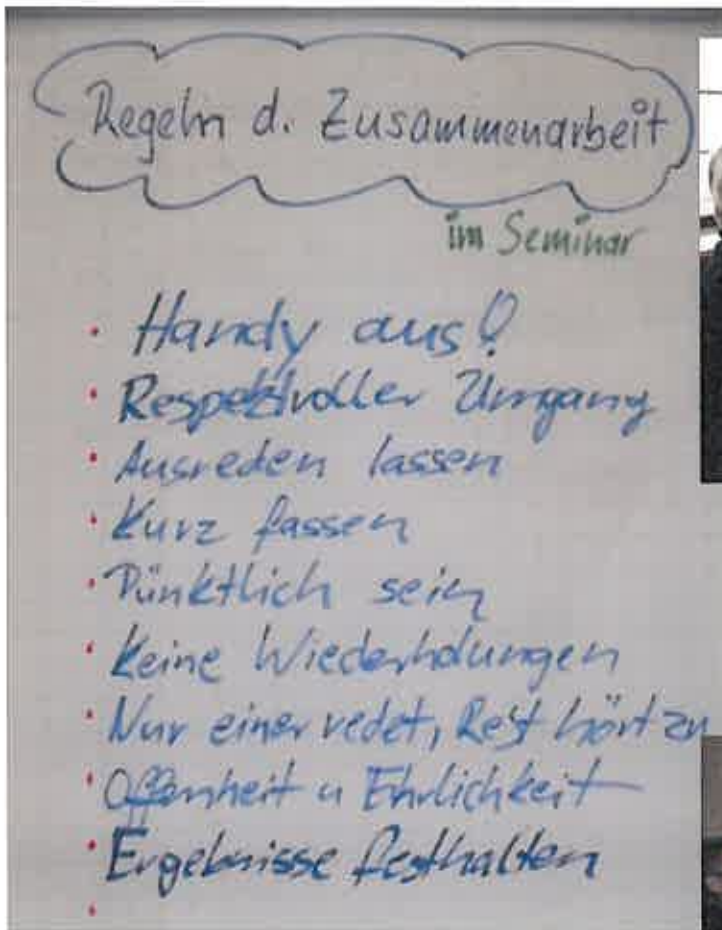 Regeln d. Zusammenarbeit
im Seminar
• Handy aus!
• Respektvoller Umgang
• Ausreden lassen
• Kurz fassen
• Pünktlich sein
• Keine Wiederholungen
• Nur einer redet, Rest hört zu
• Offenheit u Ehrlichkeit
• Ergebnisse festhalten
•